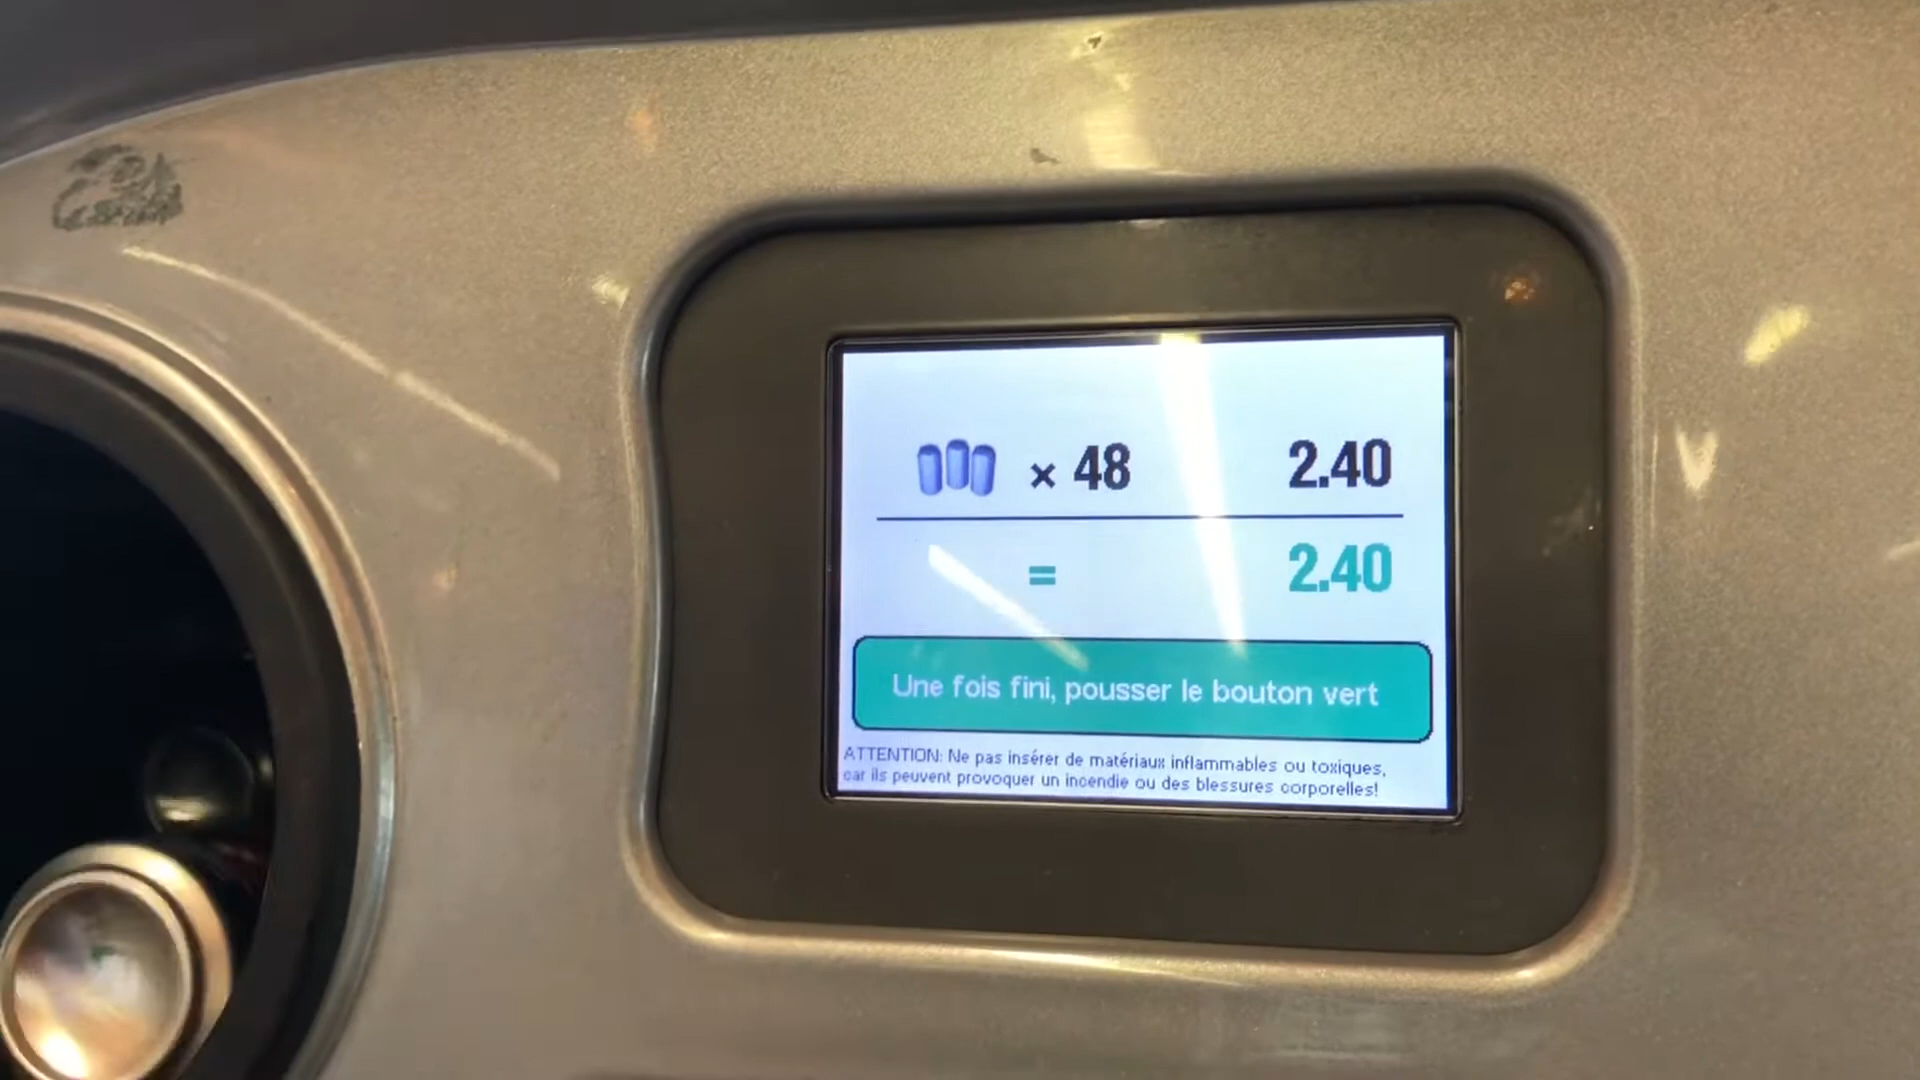 × 48 2.40
= 2.40
Une fois fini, pousser le bouton vert
ATTENTION: Ne pas insérer de matériaux inflammables ou toxiques,
car ils peuvent provoquer un incendie ou des blessures corporelles!